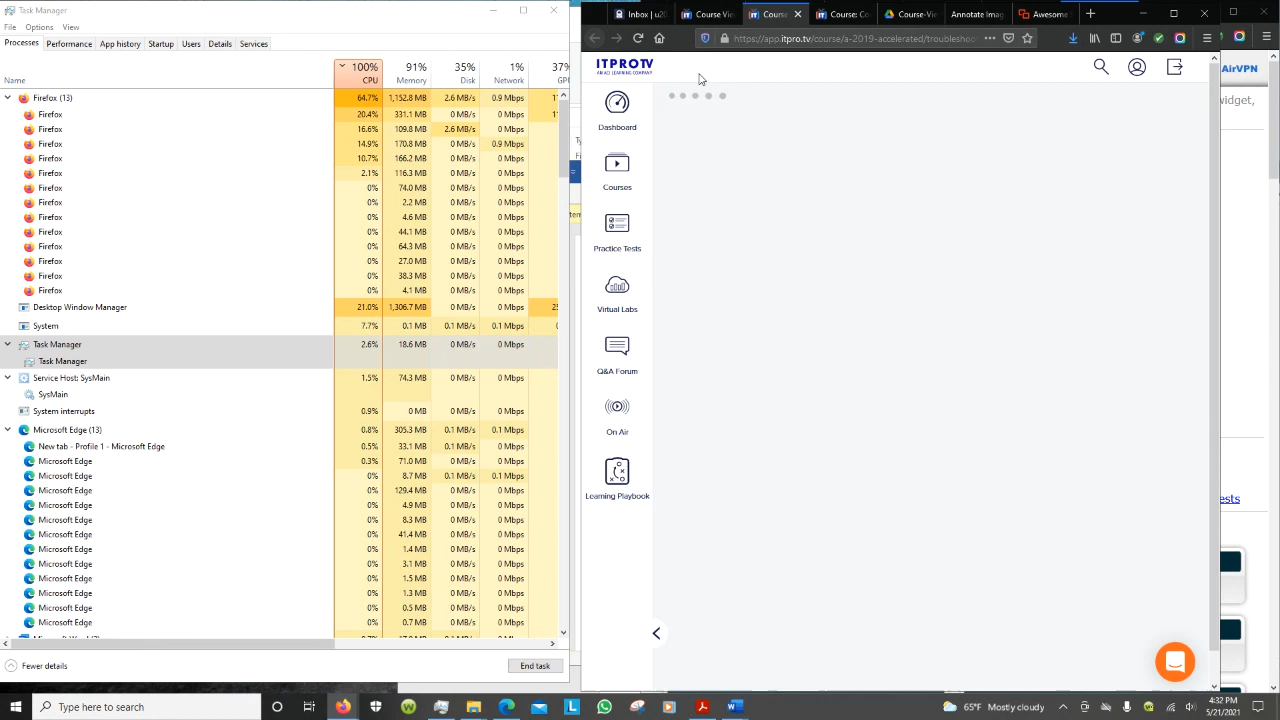 Task Manager
File Options View
Processes Performance App history Startup Users Details Services
100% 91% 35% 1% 37%
Name CPU Memory Disk Network GPU
Firefox (13) 64.7% 1,152.8 MB 2.6 MB/s 0.9 Mbps
Firefox 20.4% 331.1 MB 0 MB/s 0 Mbps
Firefox 16.6% 109.8 MB 2.6 MB/s 0 Mbps
Firefox 14.9% 170.8 MB 0 MB/s 0.9 Mbps
Firefox 10.7% 166.2 MB 0 MB/s 0 Mbps
Firefox 2.1% 116.3 MB 0 MB/s 0 Mbps
Firefox 0% 74.0 MB 0 MB/s 0 Mbps
Firefox 0% 2.2 MB 0 MB/s 0 Mbps
Firefox 0% 4.6 MB 0 MB/s 0 Mbps
Firefox 0% 44.1 MB 0 MB/s 0 Mbps
Firefox 0% 64.3 MB 0 MB/s 0 Mbps
Firefox 0% 27.0 MB 0 MB/s 0 Mbps
Firefox 0% 38.3 MB 0 MB/s 0 Mbps
Firefox 0% 4.1 MB 0 MB/s 0 Mbps
Desktop Window Manager 21.0% 1,306.7 MB 0 MB/s 0 Mbps
System 7.7% 0.1 MB 0.1 MB/s 0.1 Mbps
Task Manager 2.6% 18.6 MB 0 MB/s 0 Mbps
Task Manager
Service Host: SysMain 1.5% 74.3 MB 0 MB/s 0 Mbps
SysMain
System interrupts 0.9% 0 MB 0 MB/s 0 Mbps
Microsoft Edge (13) 0.8% 305.3 MB 0.1 MB/s 0.1 Mbps
New tab - Profile 1 - Microsoft Edge 0.5% 33.1 MB 0.1 MB/s 0 Mbps
Microsoft Edge 0.3% 71.0 MB 0 MB/s 0 Mbps
Microsoft Edge 0% 8.7 MB 0.1 MB/s 0.1 Mbps
Microsoft Edge 0% 129.4 MB 0 MB/s 0 Mbps
Microsoft Edge 0% 4.9 MB 0 MB/s 0 Mbps
Microsoft Edge 0% 8.3 MB 0 MB/s 0 Mbps
Microsoft Edge 0% 41.4 MB 0 MB/s 0 Mbps
Microsoft Edge 0% 1.4 MB 0 MB/s 0 Mbps
Microsoft Edge 0% 3.1 MB 0 MB/s 0 Mbps
Microsoft Edge 0% 1.5 MB 0 MB/s 0 Mbps
Microsoft Edge 0% 1.3 MB 0 MB/s 0 Mbps
Microsoft Edge 0% 0.5 MB 0 MB/s 0 Mbps
Microsoft Edge 0% 0.7 MB 0 MB/s 0 Mbps
Fewer details End task
Inbox | u20 Course Vie Course Course: Co Course-Vie Annotate Imag Awesome S
https://app.itpro.tv/course/a-2019-accelerated/troubleshoo
ITPROTV
AN ACI LEARNING COMPANY
Dashboard
Courses
Practice Tests
Virtual Labs
Q&A Forum
On Air
Learning Playbook
AirVPN
widget,
ests
Type here to search
65°F Mostly cloudy
4:32 PM
5/21/2021